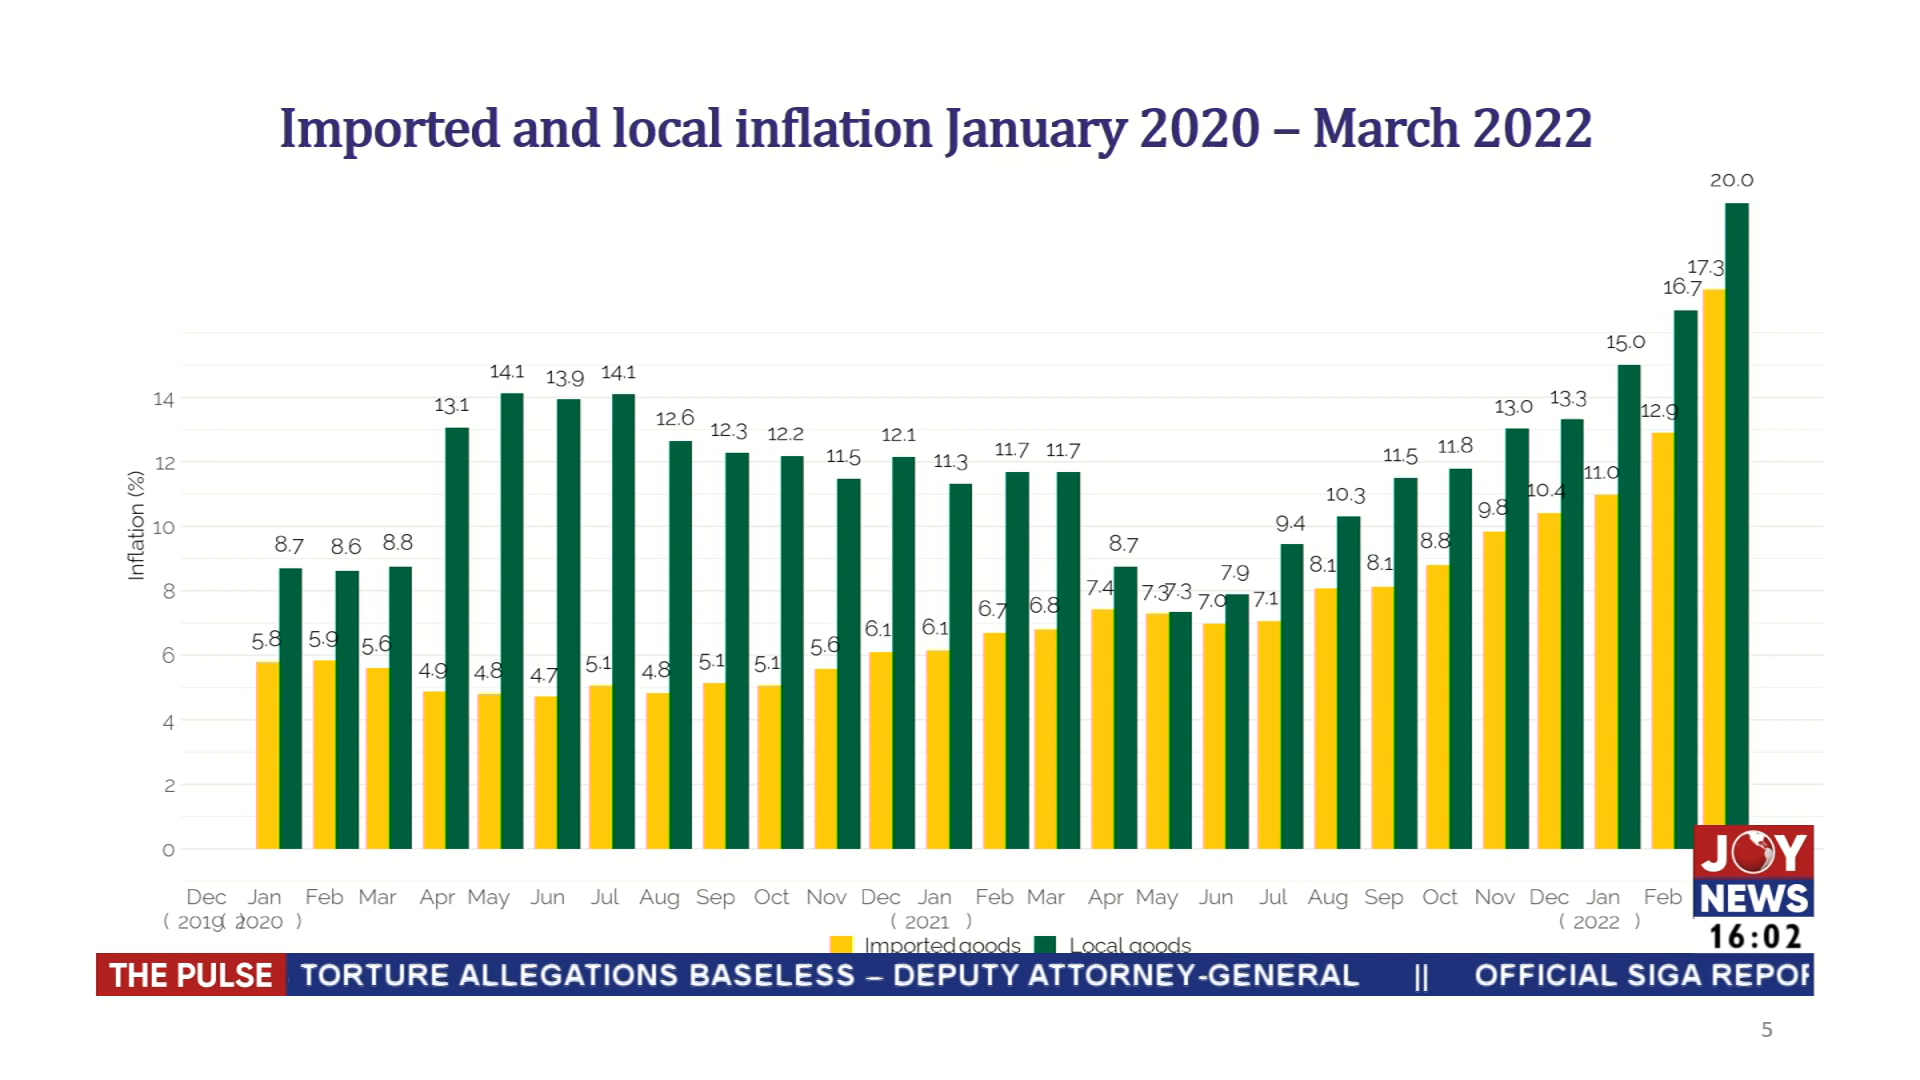 Imported and local inflation January 2020 – March 2022
20.0
17.3
16.7
15.0
14.1 13.9 14.1
13.1
12.6 12.3 12.2
11.5 12.1 11.3 11.7 11.7
8.7 8.7 8.6 8.8
7.9
9.4
10.3
11.5 11.8
13.0 13.3
12.9
5.8 5.9 5.6 4.9 4.8 4.7 5.1 4.8 5.1 5.1 5.6 6.1 6.1 6.7 6.8 7.4 7.3 7.3 7.0 7.1 8.1 8.1 8.8 9.8 10.4 11.0
Inflation (%)
14
12
10
8
6
4
2
0
Dec Jan Feb Mar Apr May Jun Jul Aug Sep Oct Nov Dec Jan Feb Mar Apr May Jun Jul Aug Sep Oct Nov Dec Jan Feb
( 2019 ) ( 2020 ) ( 2021 ) ( 2022 )
Imported goods Local goods
JOY
NEWS
16:02
THE PULSE TORTURE ALLEGATIONS BASELESS – DEPUTY ATTORNEY-GENERAL || OFFICIAL SIGA REPOR
5